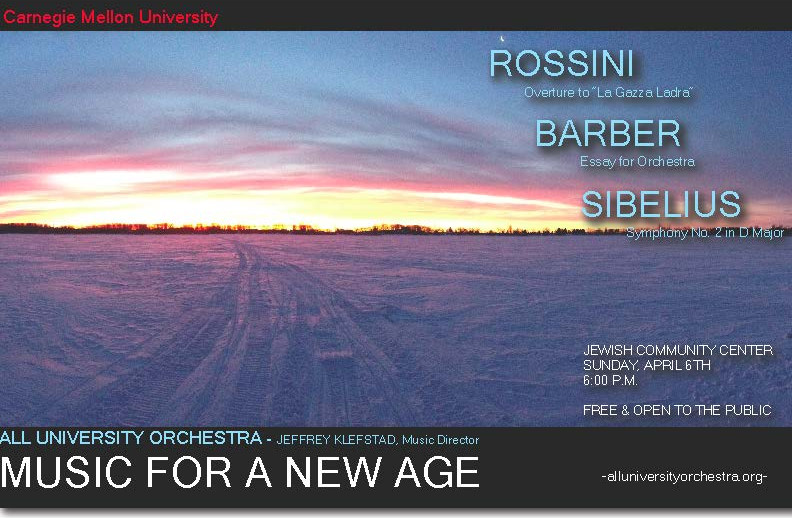 Carnegie Mellon University
ROSSINI
Overture to "La Gazza Ladra"
BARBER
Essay for Orchestra
SIBELIUS
Symphony No. 2 in D Major
JEWISH COMMUNITY CENTER
SUNDAY, APRIL 6TH
6:00 P.M.
FREE & OPEN TO THE PUBLIC
ALL UNIVERSITY ORCHESTRA - JEFFREY KLEFSTAD, Music Director
MUSIC FOR A NEW AGE
-alluniversityorchestra.org-